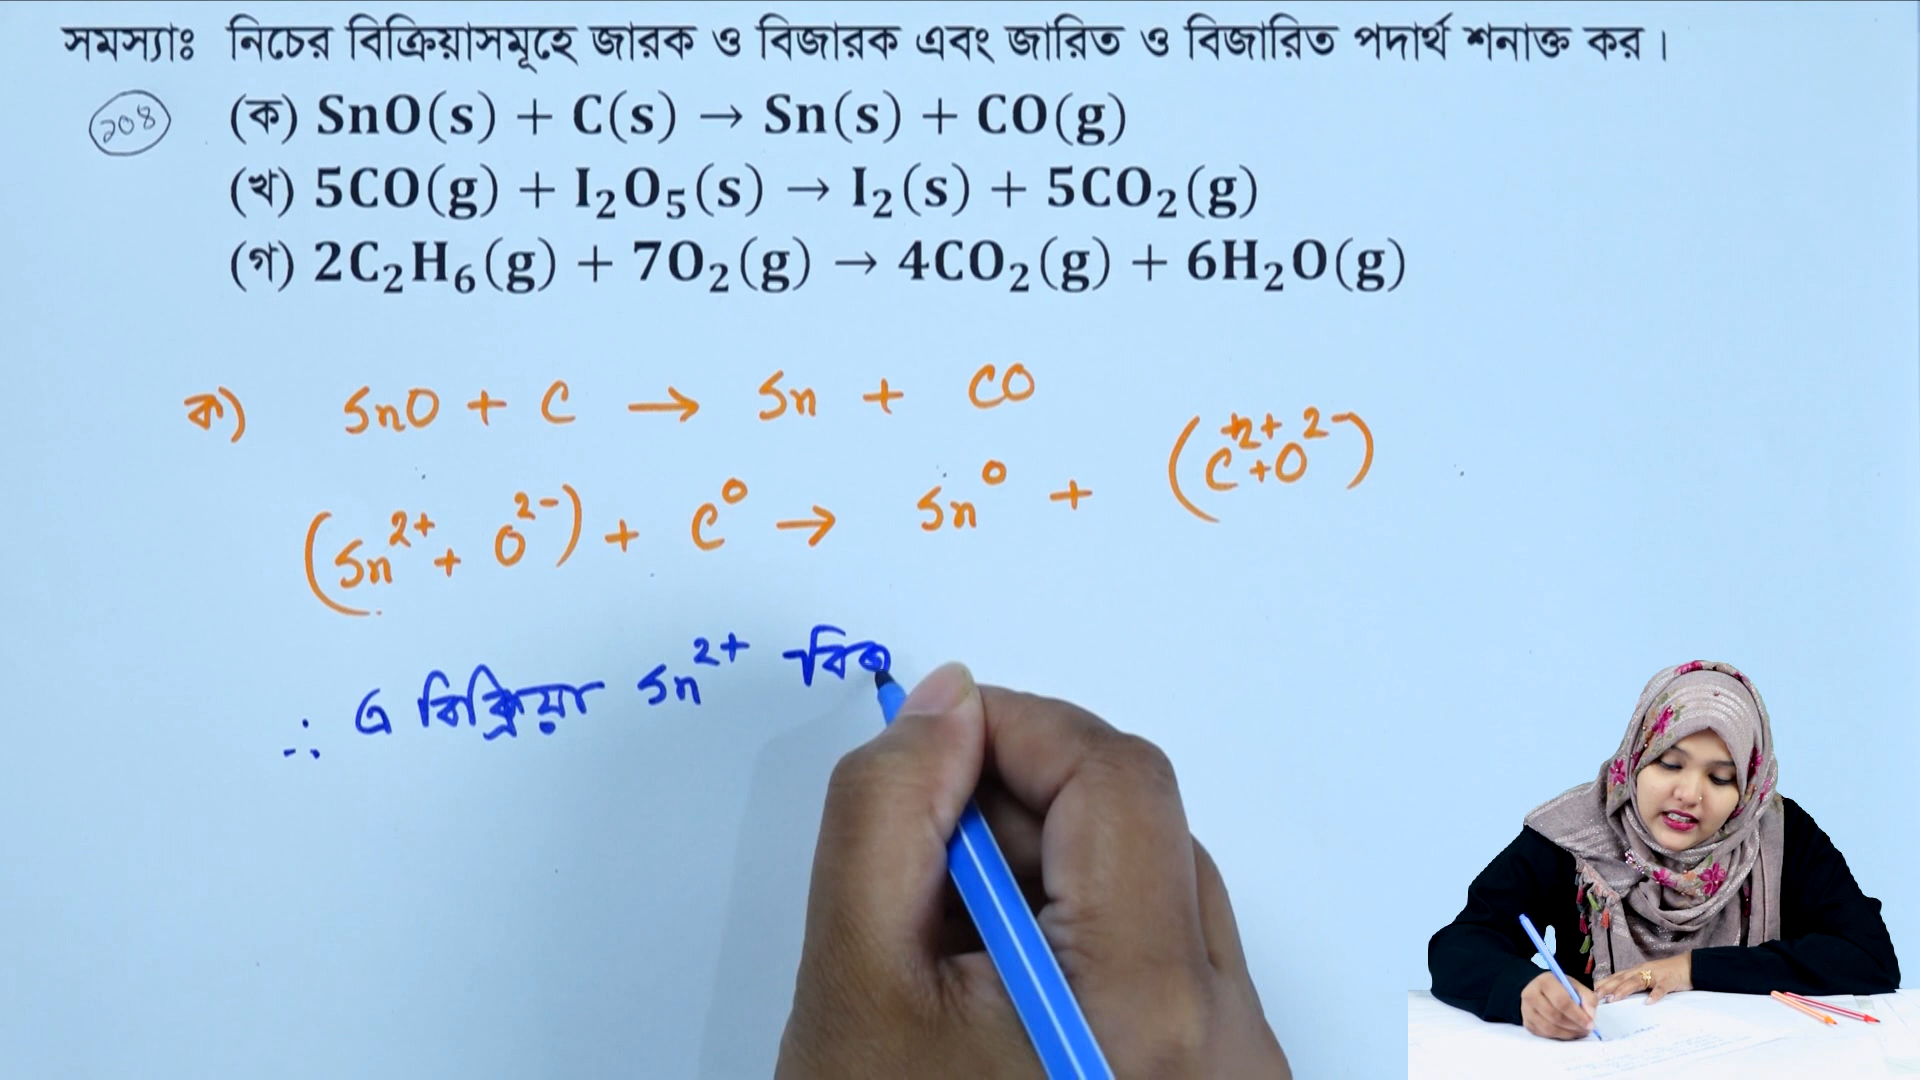 সমস্যাঃ নিচের বিক্রিয়াসমূহে জারক ও বিজারক এবং জারিত ও বিজারিত পদার্থ শনাক্ত কর।
২০৪
(ক) SnO(s) + C(s) → Sn(s) + CO(g)
(খ) 5CO(g) + I₂O₅(s) → I₂(s) + 5CO₂(g)
(গ) 2C₂H₆(g) + 7O₂(g) → 4CO₂(g) + 6H₂O(g)
ক) SnO + C → Sn + CO
(Sn²⁺ + O²⁻) + C⁰ → Sn⁰ + (C²⁺ + O²⁻)
∴ এ বিক্রিয়া Sn²⁺